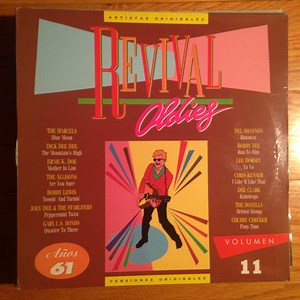 ARTISTAS ORIGINALES
REVIVAL
Oldies
THE MARCELS
Blue Moon
DICK DEE DEE
The Mountain's High
ERNIE K. DOE
Mother in Law
THE ALLISONS
Are You Sure?
BOBBY LEWIS
Tossin' And Turnin'
JOEY DEE & THE STARLITERS
Peppermint Twist
GARY U.S. BONDS
Quarter To Three
DEL SHANNON
Runaway
BOBBY VEE
Run To Him
LEE DORSEY
Ya Ya
CHRIS KENNER
I Like It Like That
DEE CLARK
Raindrops
THE DOVELLS
Bristol Stomp
CHUBBY CHECKER
Pony Time
Años
61
VOLUMEN
11
VERSIONES ORIGINALES